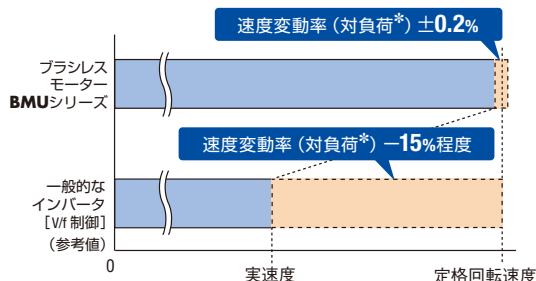 速度変動率（対負荷*）±0.2%
ブラシレス
モーター
BMUシリーズ
速度変動率（対負荷*）−15%程度
一般的な
インバータ
［V/f 制御］
（参考値）
0
実速度
定格回転速度